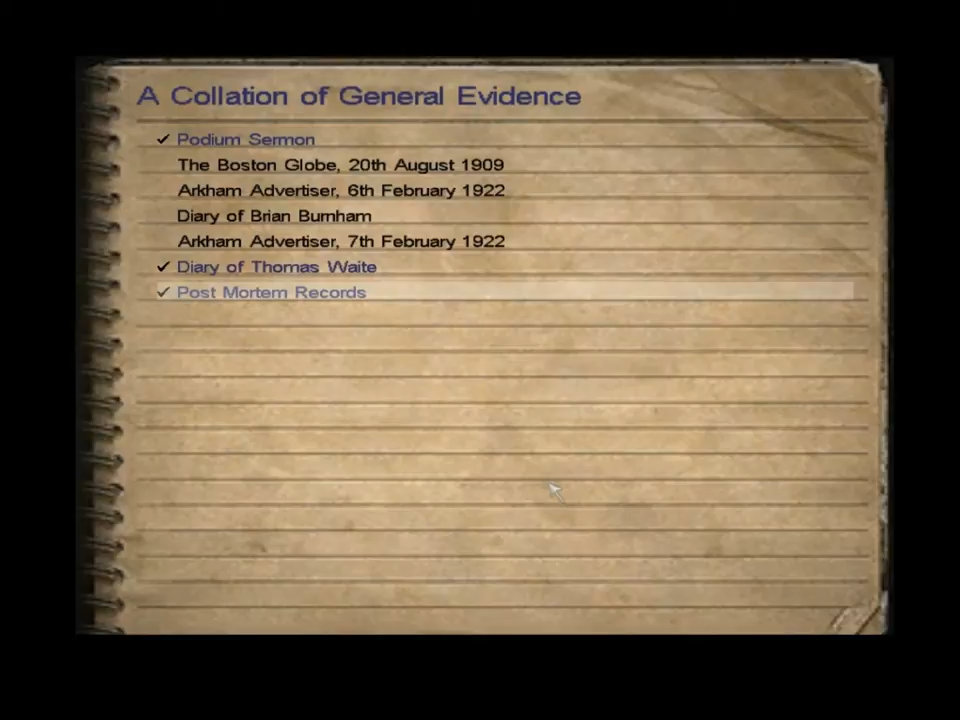 A Collation of General Evidence
✓ Podium Sermon
The Boston Globe, 20th August 1909
Arkham Advertiser, 6th February 1922
Diary of Brian Burnham
Arkham Advertiser, 7th February 1922
✓ Diary of Thomas Waite
✓ Post Mortem Records